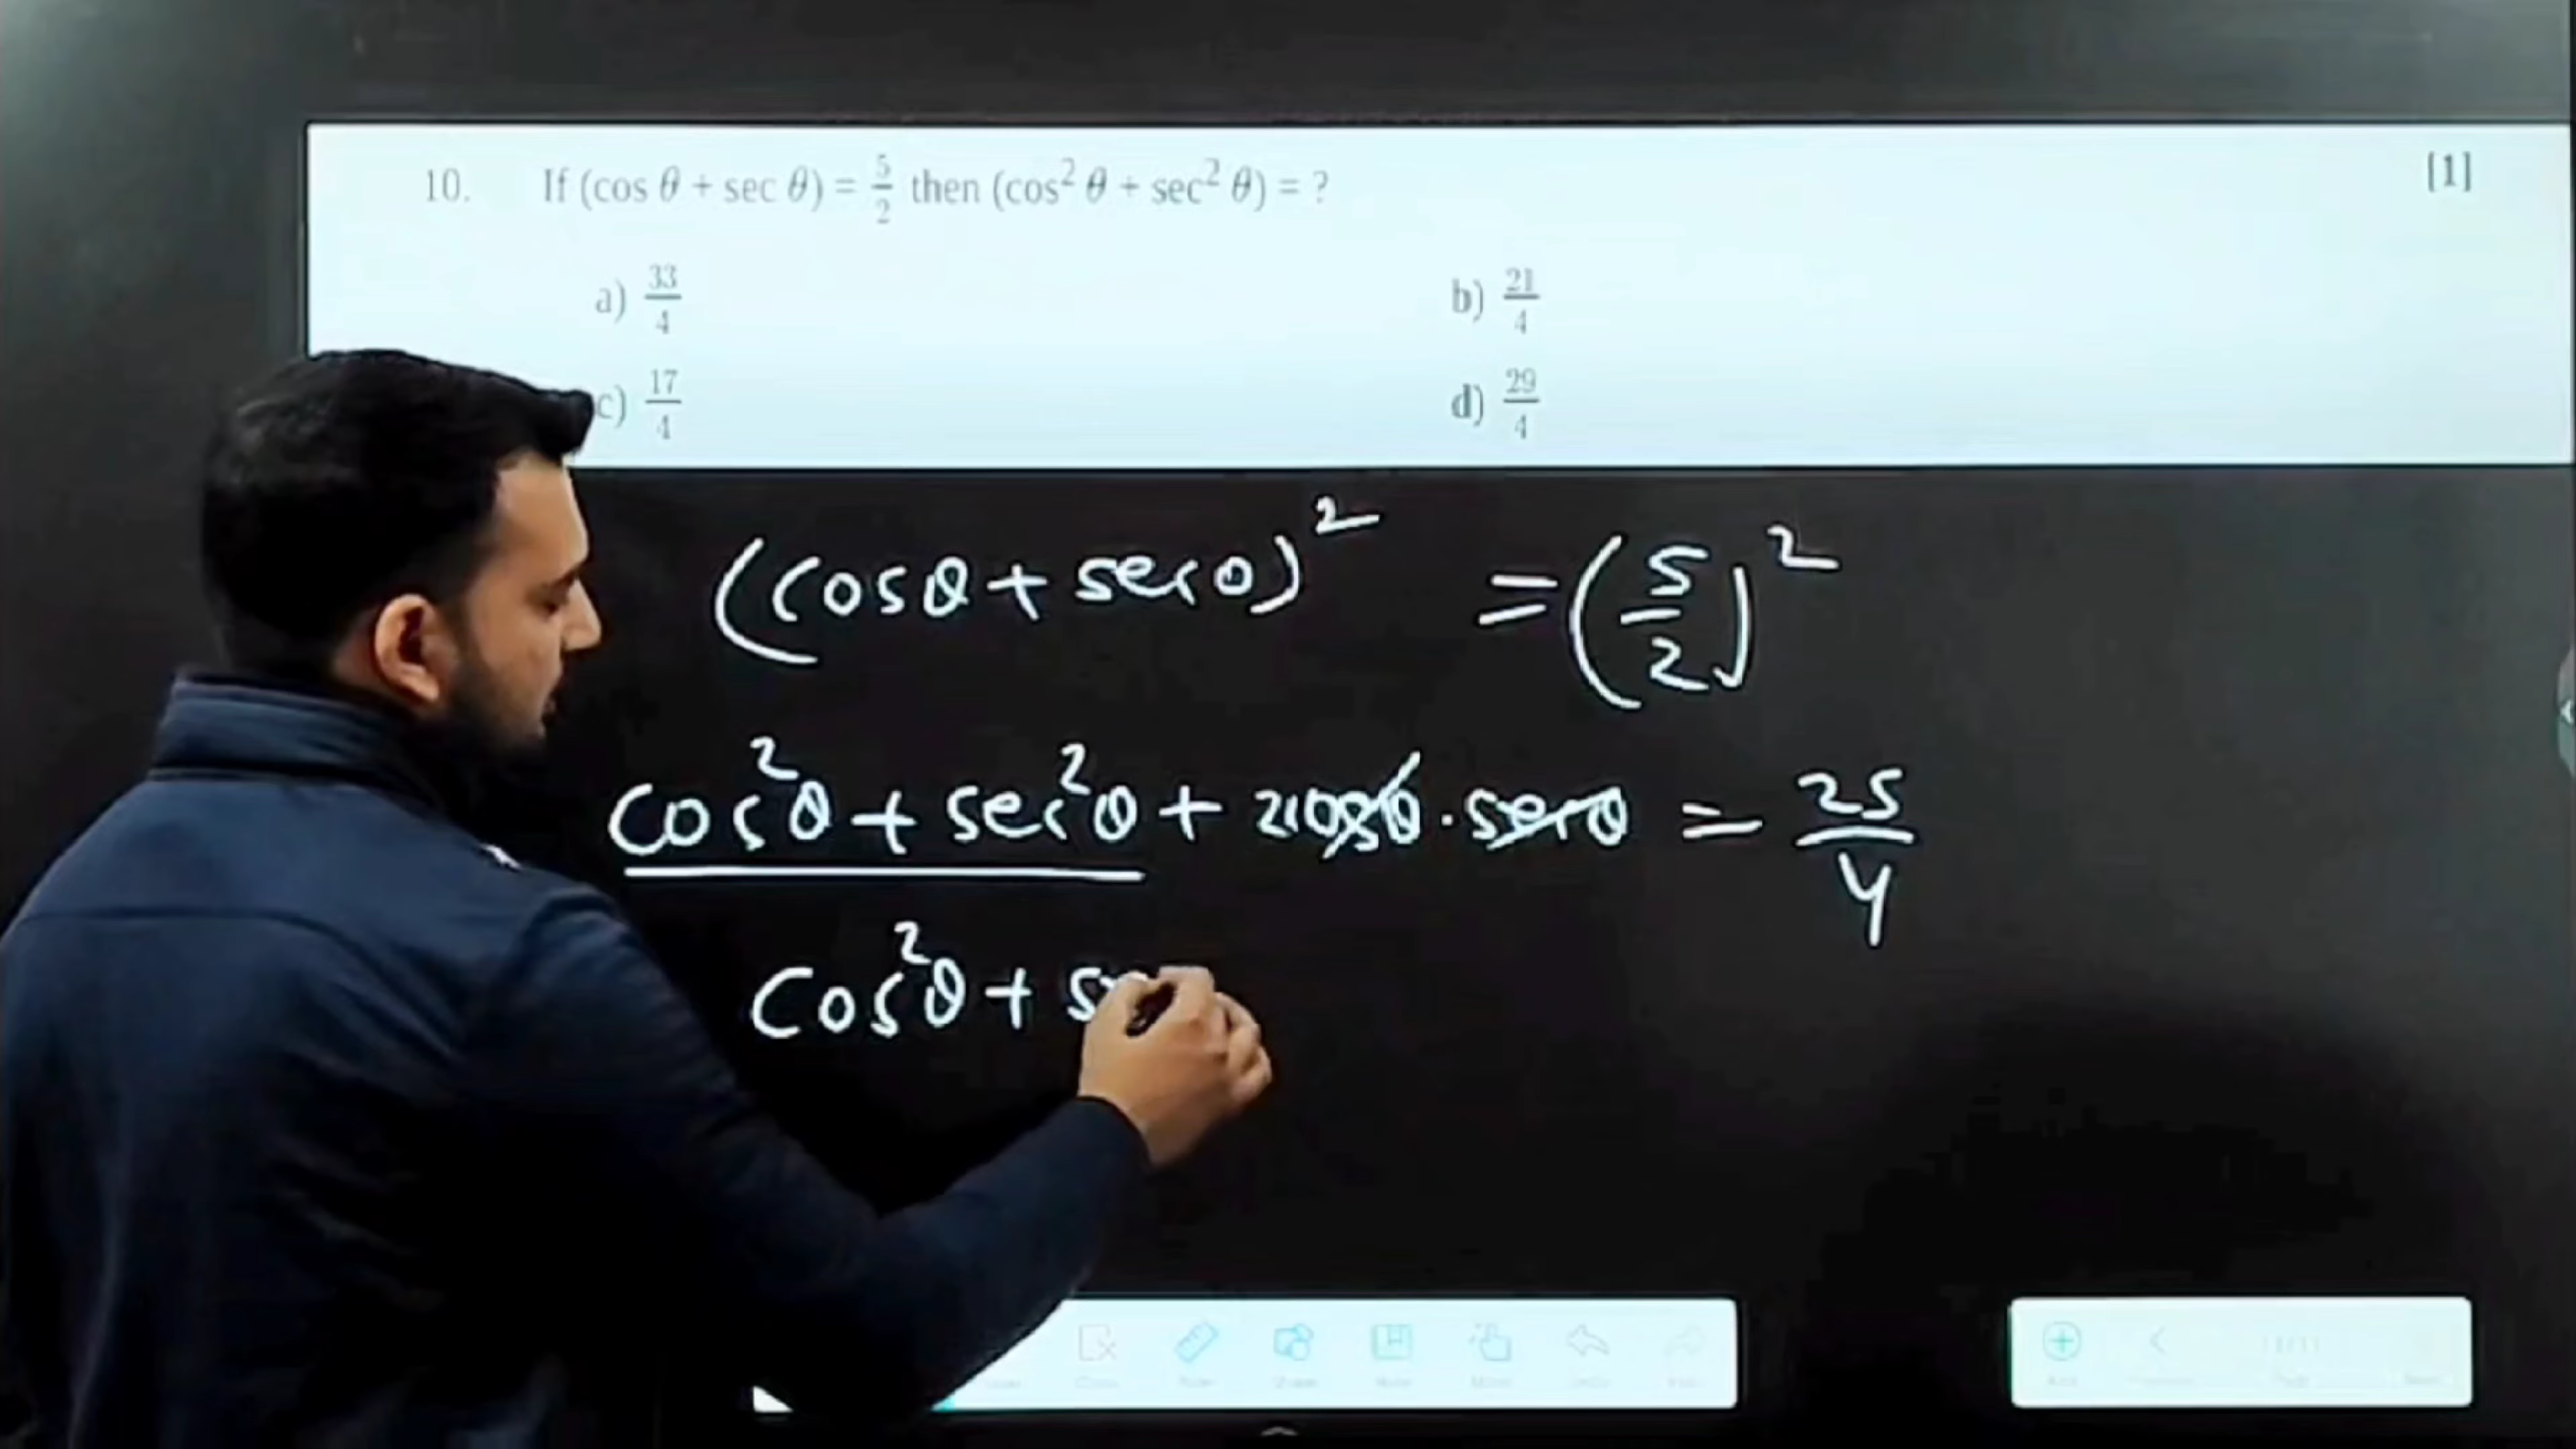 10. If (cos θ + sec θ) = 5/2 then (cos² θ + sec² θ) = ? [1]
a) 33/4 b) 21/4
c) 17/4 d) 29/4
(cosθ + secθ)² = (5/2)²
cos²θ + sec²θ + 2cosθ · secθ = 25/4
cos²θ + s